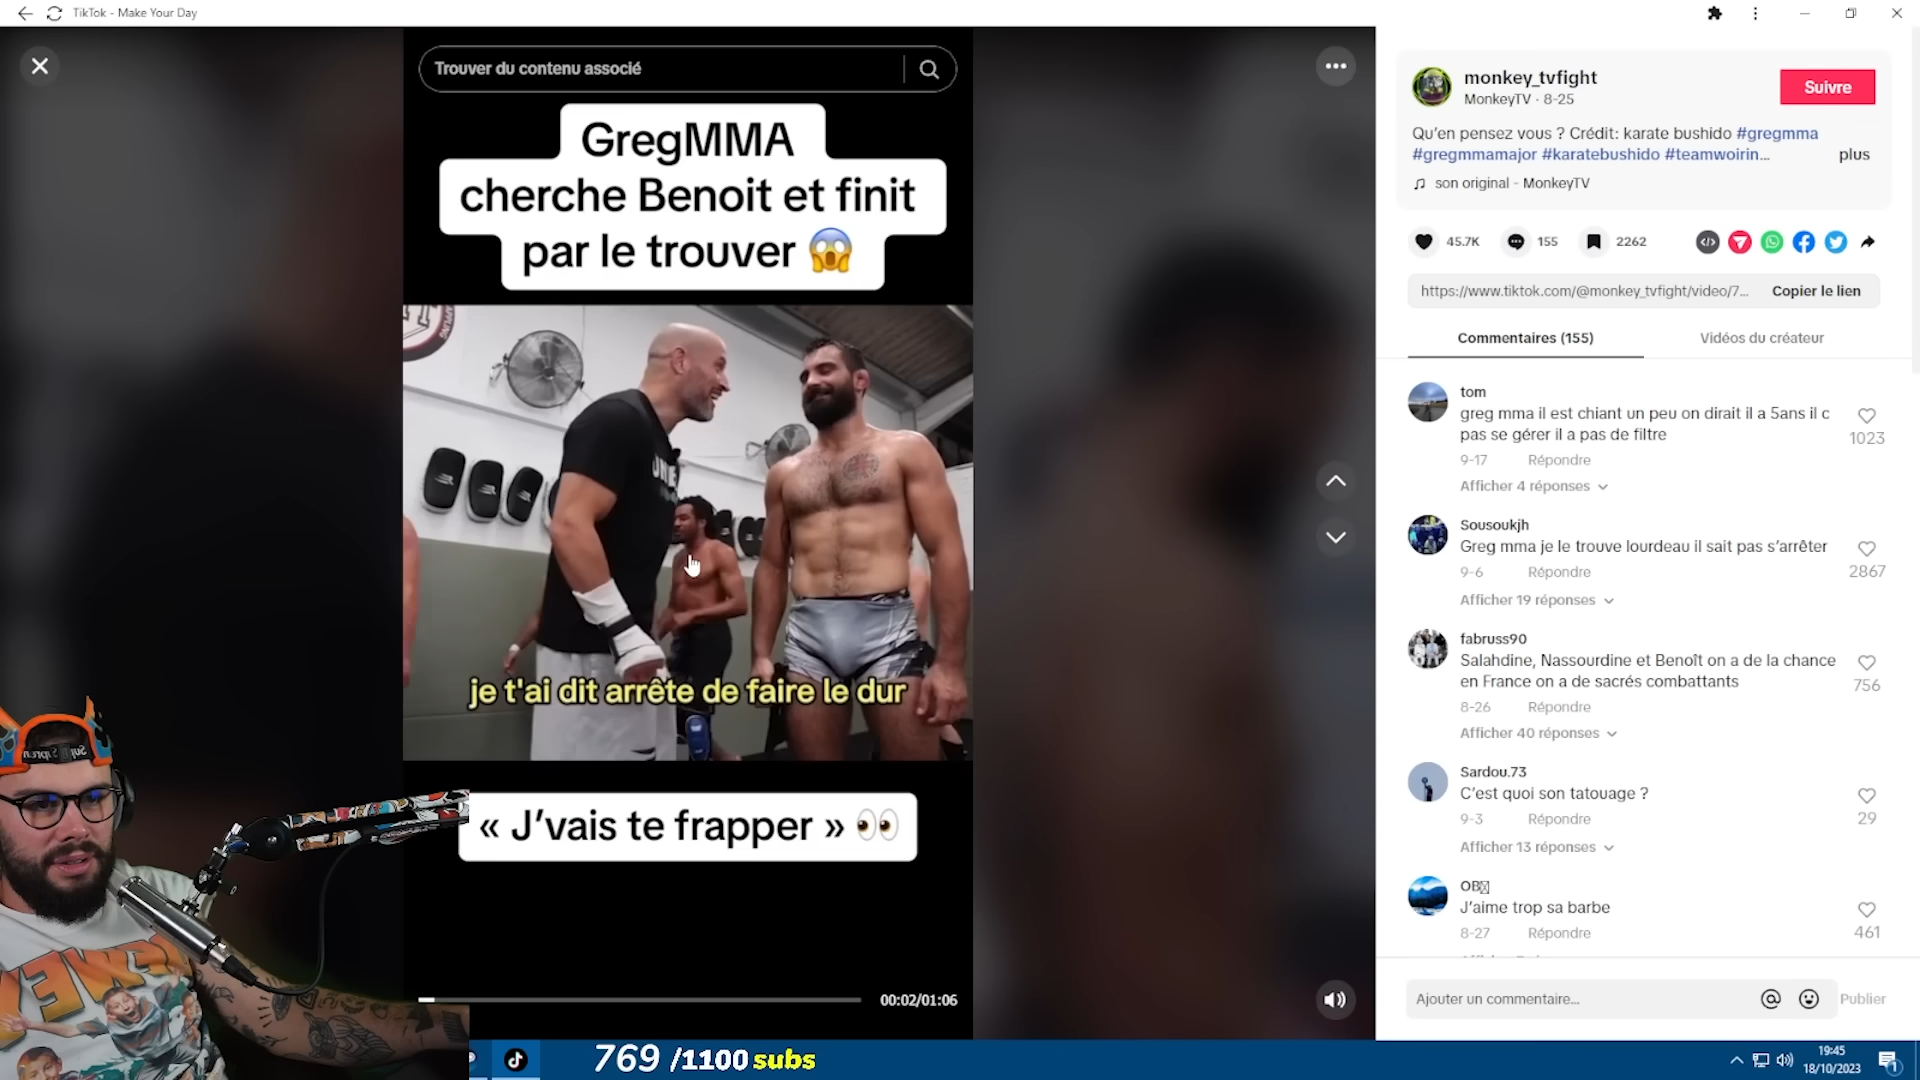 TikTok - Make Your Day
Trouver du contenu associé
GregMMA
cherche Benoit et finit
par le trouver 😱
je t'ai dit arrête de faire le dur
« J'vais te frapper » 👀
00:02/01:06
monkey_tvfight
MonkeyTV · 8-25
Suivre
Qu'en pensez vous ? Crédit: karate bushido #gregmma
#gregmmamajor #karatebushido #teamwoirin...
plus
son original - MonkeyTV
45.7K
155
2262
https://www.tiktok.com/@monkey_tvfight/video/7...
Copier le lien
Commentaires (155)
Vidéos du créateur
tom
greg mma il est chiant un peu on dirait il a 5ans il c
pas se gérer il a pas de filtre
1023
9-17
Répondre
Afficher 4 réponses
Sousoukjh
Greg mma je le trouve lourdeau il sait pas s'arrêter
2867
9-6
Répondre
Afficher 19 réponses
fabruss90
Salahdine, Nassourdine et Benoît on a de la chance
en France on a de sacrés combattants
756
8-26
Répondre
Afficher 40 réponses
Sardou.73
C'est quoi son tatouage ?
29
9-3
Répondre
Afficher 13 réponses
OB
J'aime trop sa barbe
461
8-27
Répondre
Ajouter un commentaire...
Publier
769 /1100 subs
19:45
18/10/2023
1